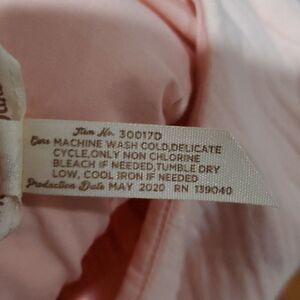 Item No. 30017D
Care MACHINE WASH COLD,DELICATE
CYCLE,ONLY NON CHLORINE
BLEACH IF NEEDED,TUMBLE DRY
LOW, COOL IRON IF NEEDED
Production Date MAY 2020 RN 139040